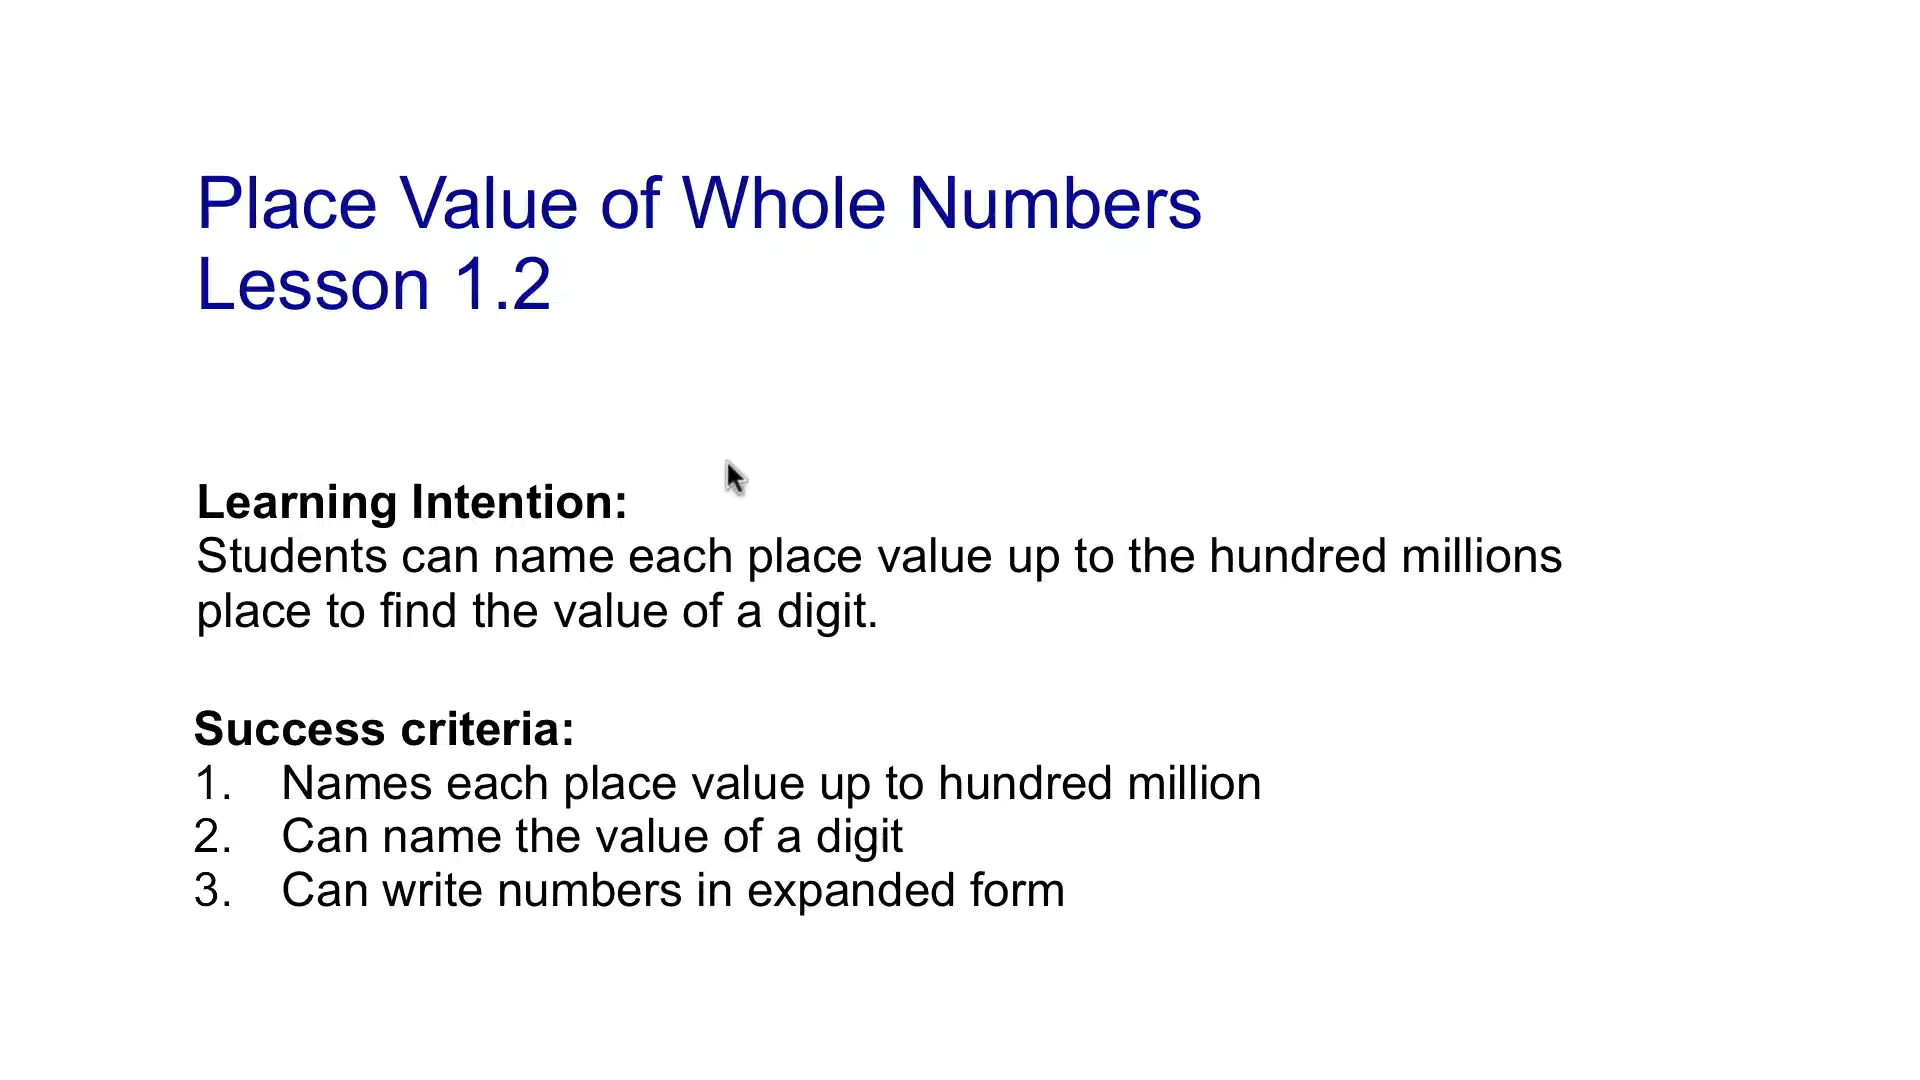 Place Value of Whole Numbers
Lesson 1.2
Learning Intention:
Students can name each place value up to the hundred millions
place to find the value of a digit.
Success criteria:
1. Names each place value up to hundred million
2. Can name the value of a digit
3. Can write numbers in expanded form